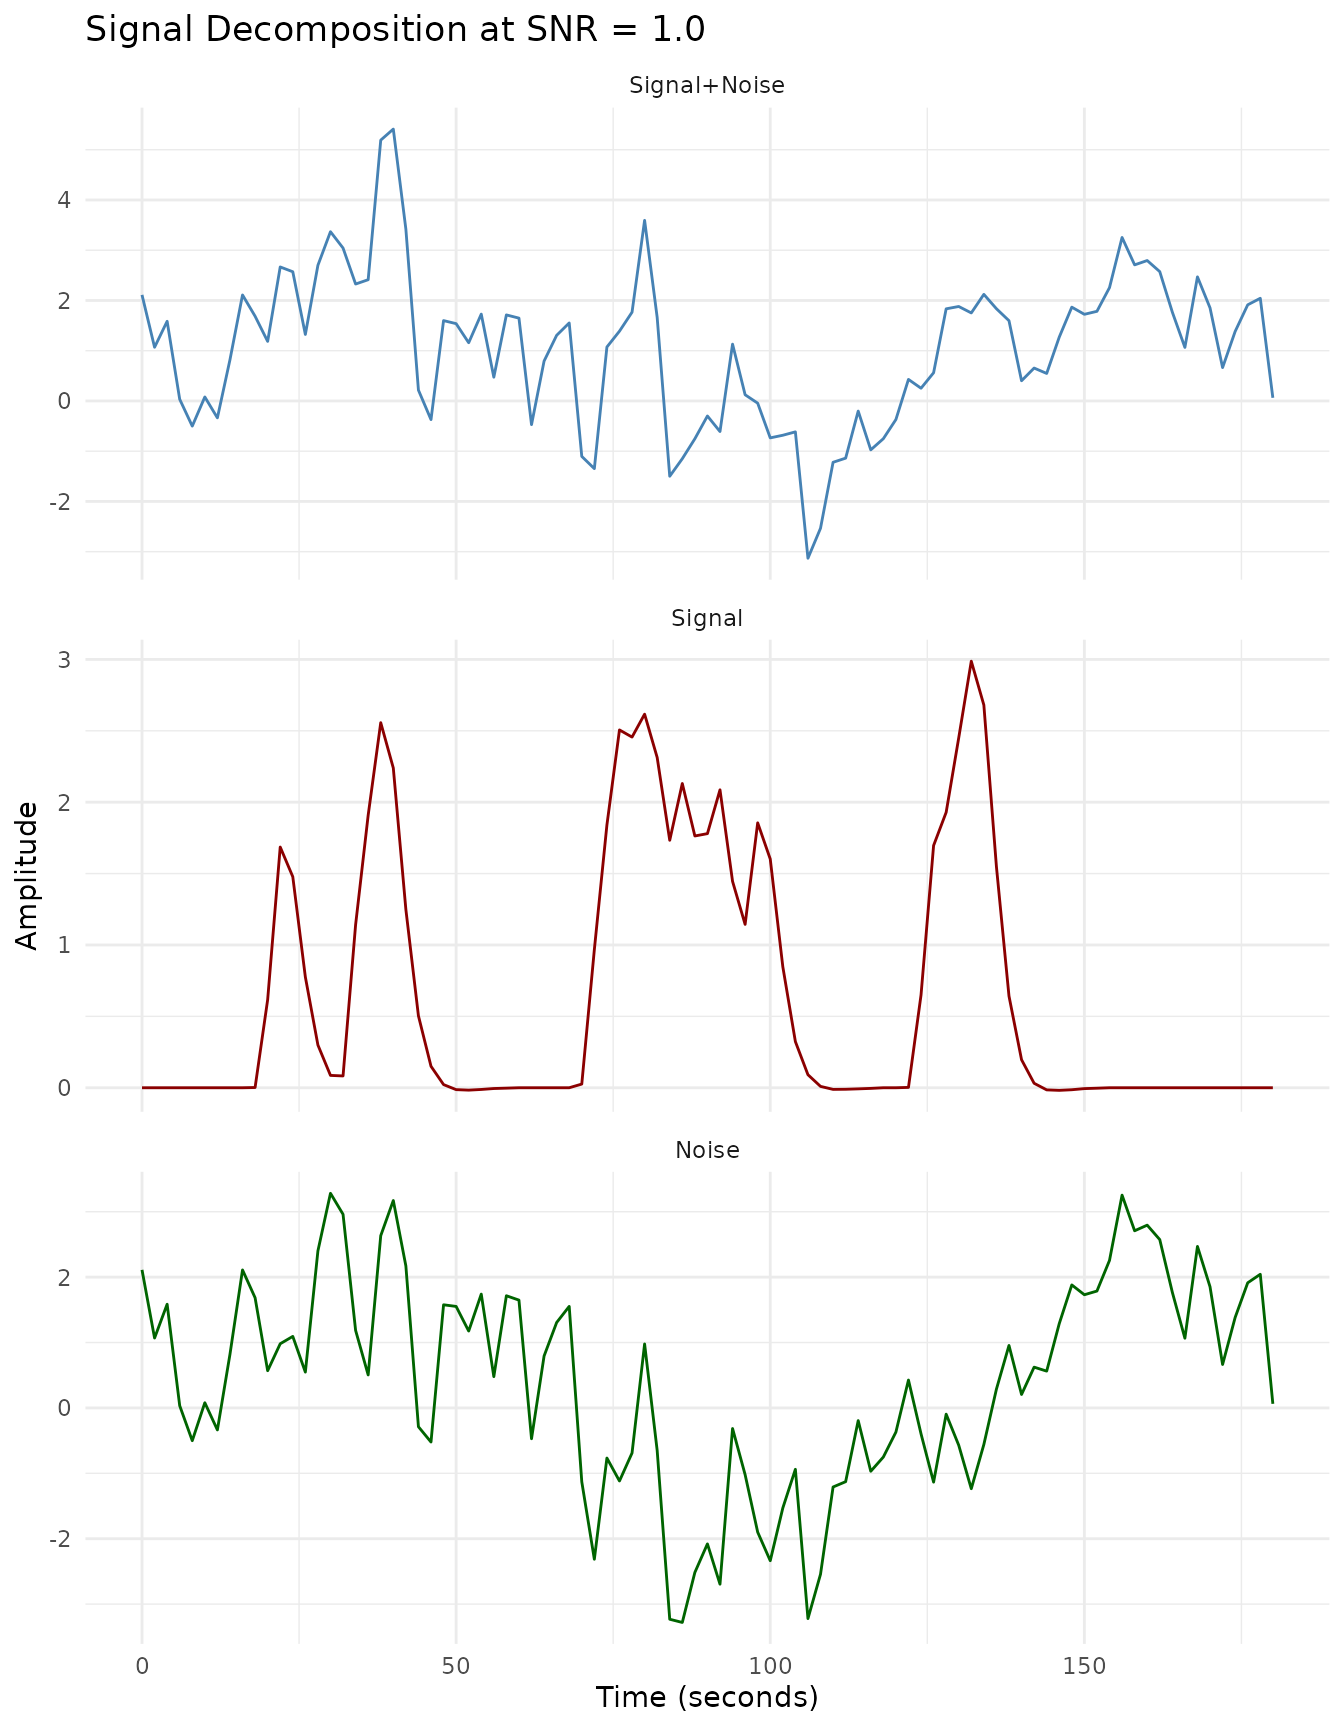 Signal Decomposition at SNR = 1.0
Signal+Noise
4
2
0
-2
Signal
3
2
1
0
Amplitude
Noise
2
0
-2
0 50 100 150
Time (seconds)